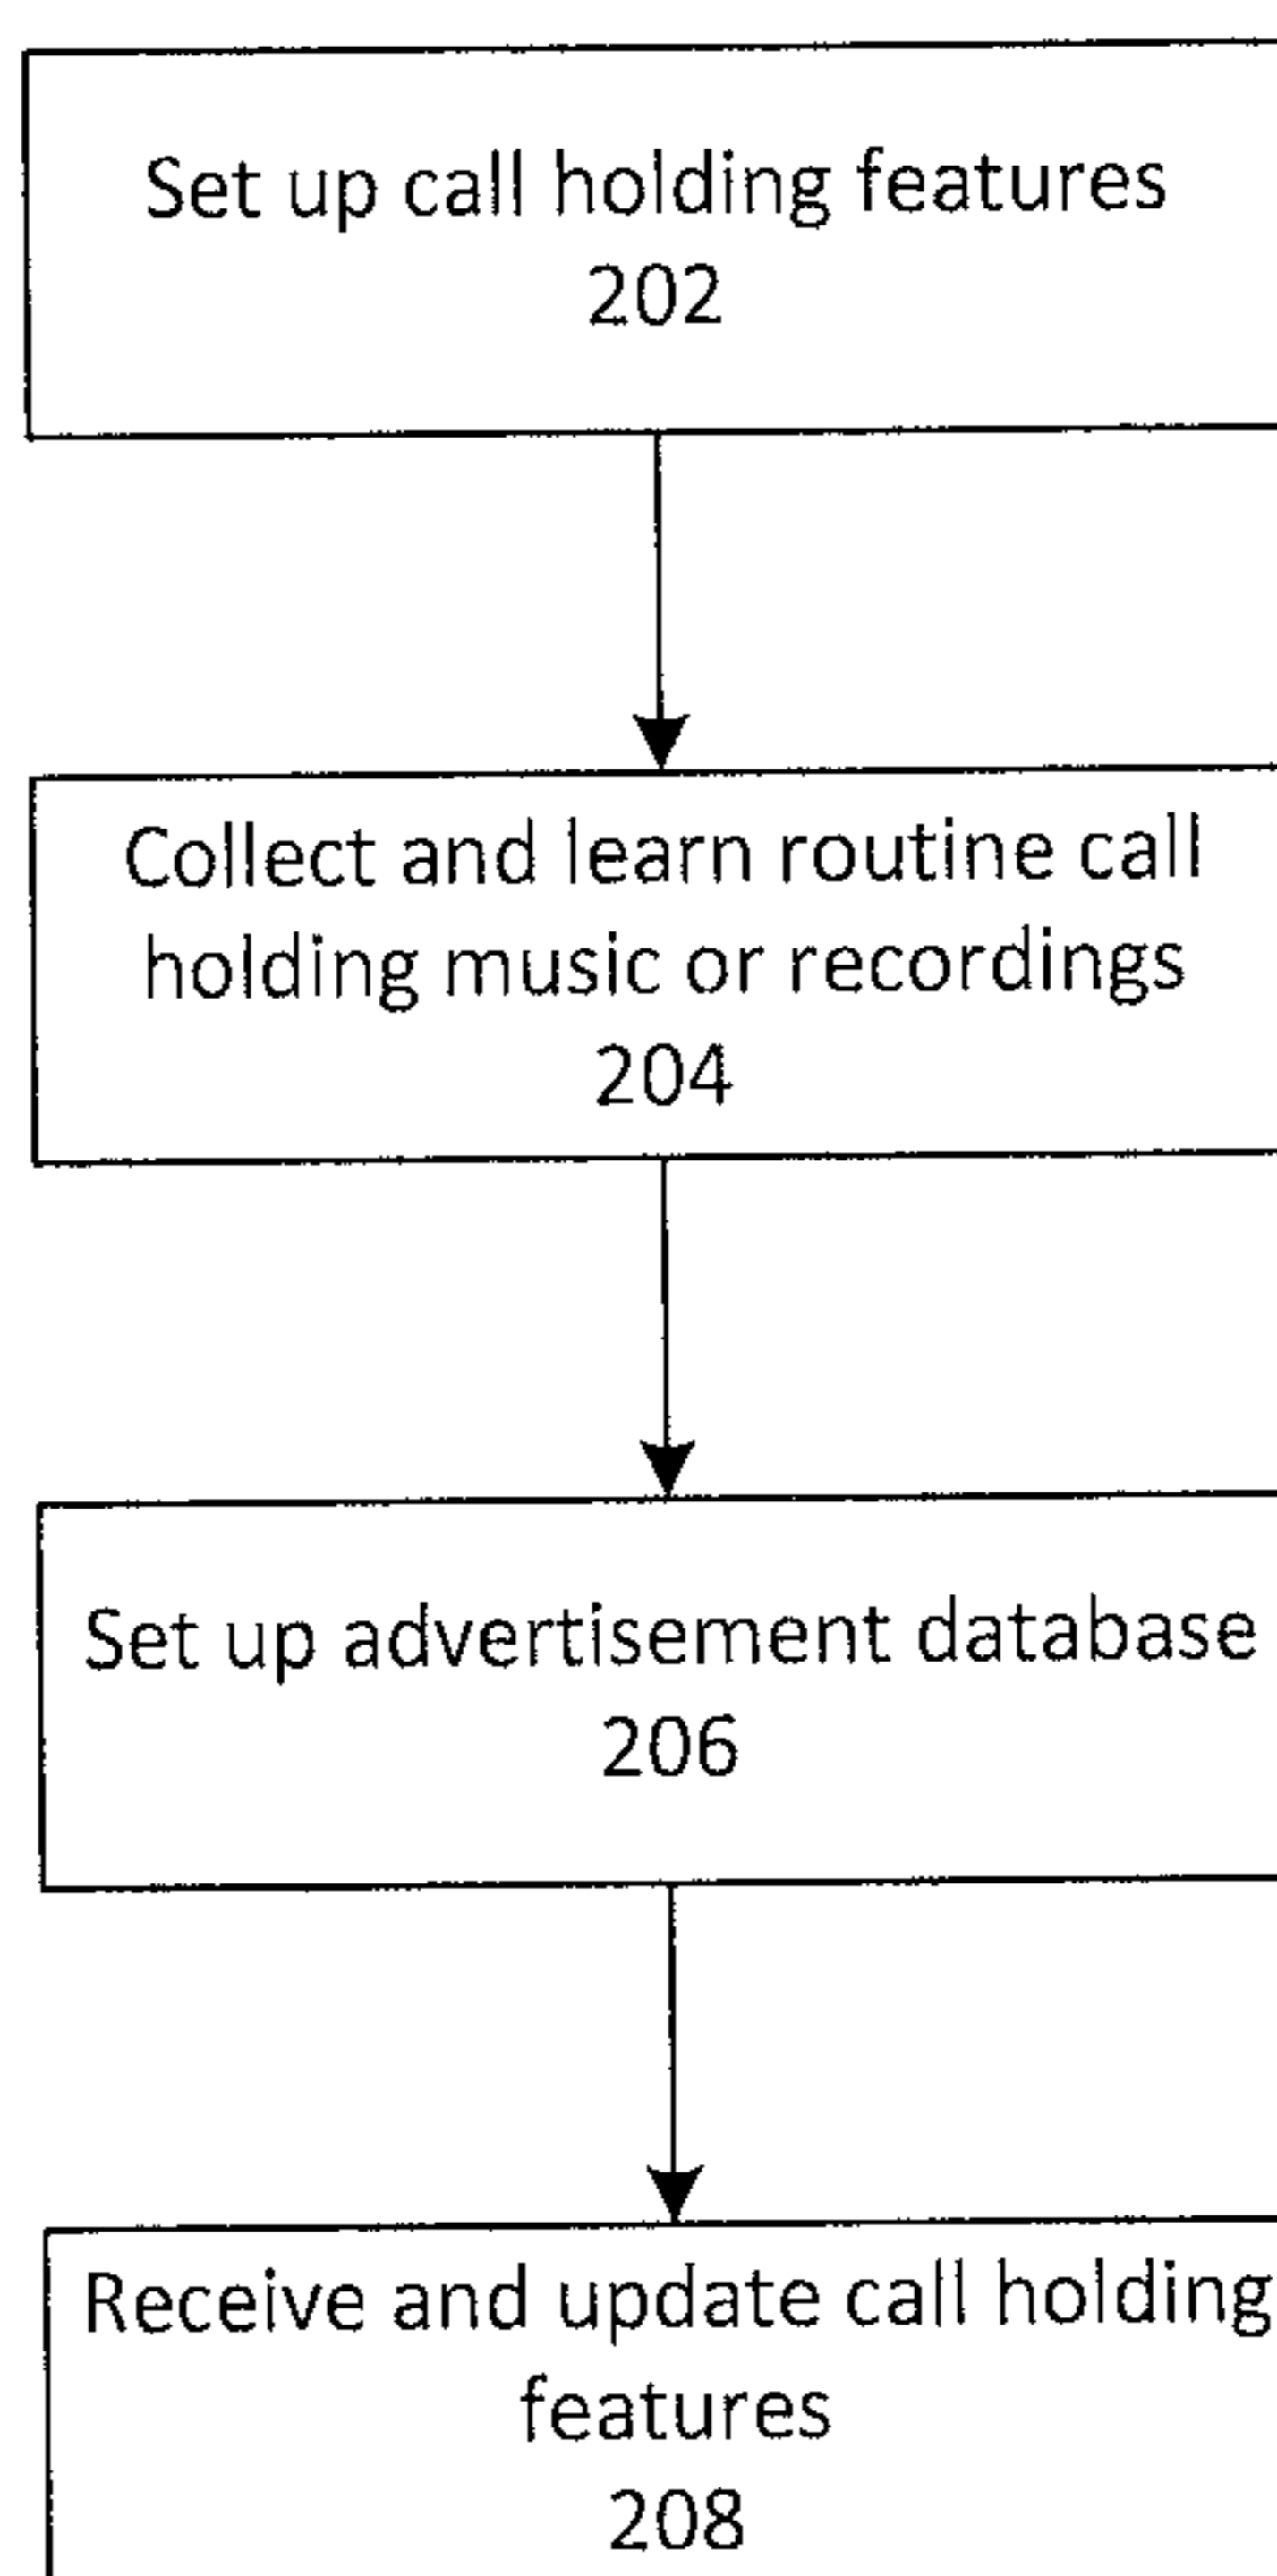 Set up call holding features
202
Collect and learn routine call
holding music or recordings
204
Set up advertisement database
206
Receive and update call holding
features
208